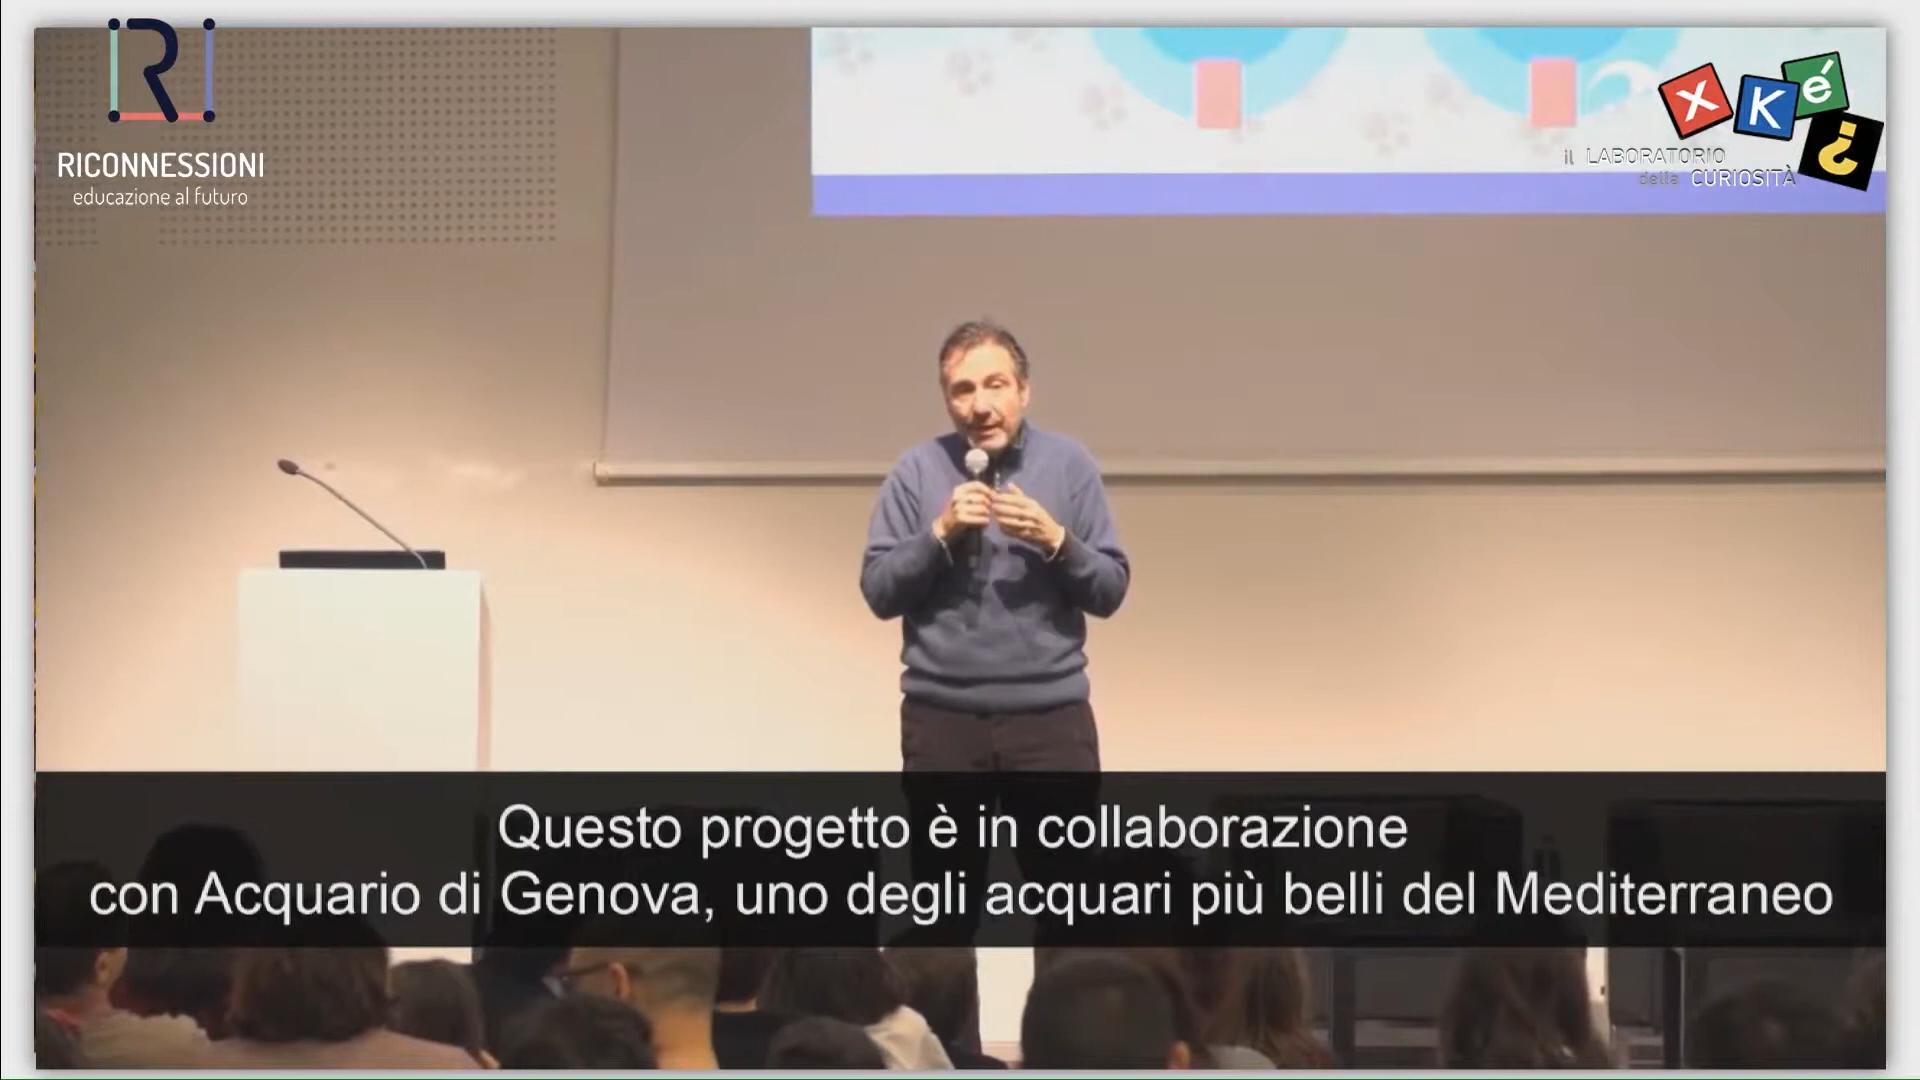 RICONNESSIONI
educazione al futuro
X K é ?
il LABORATORIO
della CURIOSITÀ
Questo progetto è in collaborazione
con Acquario di Genova, uno degli acquari più belli del Mediterraneo